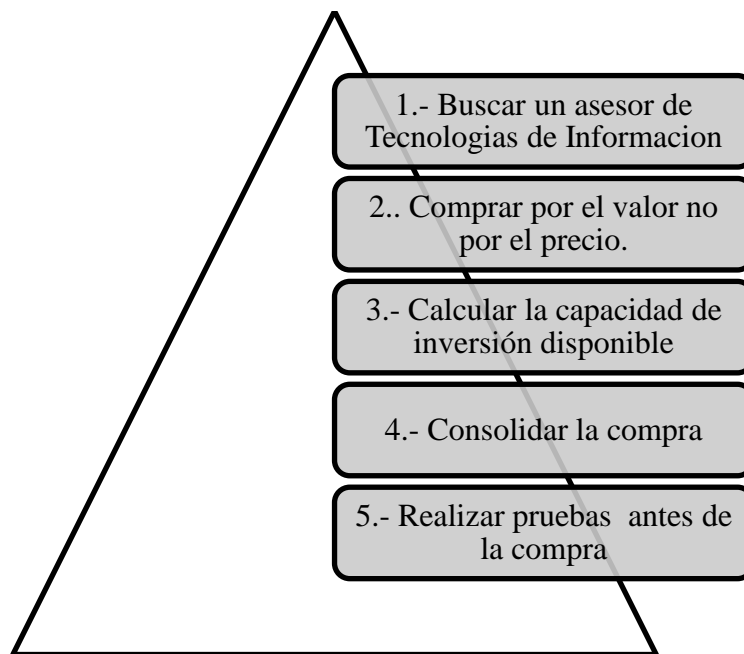 1.- Buscar un asesor de
Tecnologias de Informacion
2.. Comprar por el valor no
por el precio.
3.- Calcular la capacidad de
inversión disponible
4.- Consolidar la compra
5.- Realizar pruebas  antes de
la compra